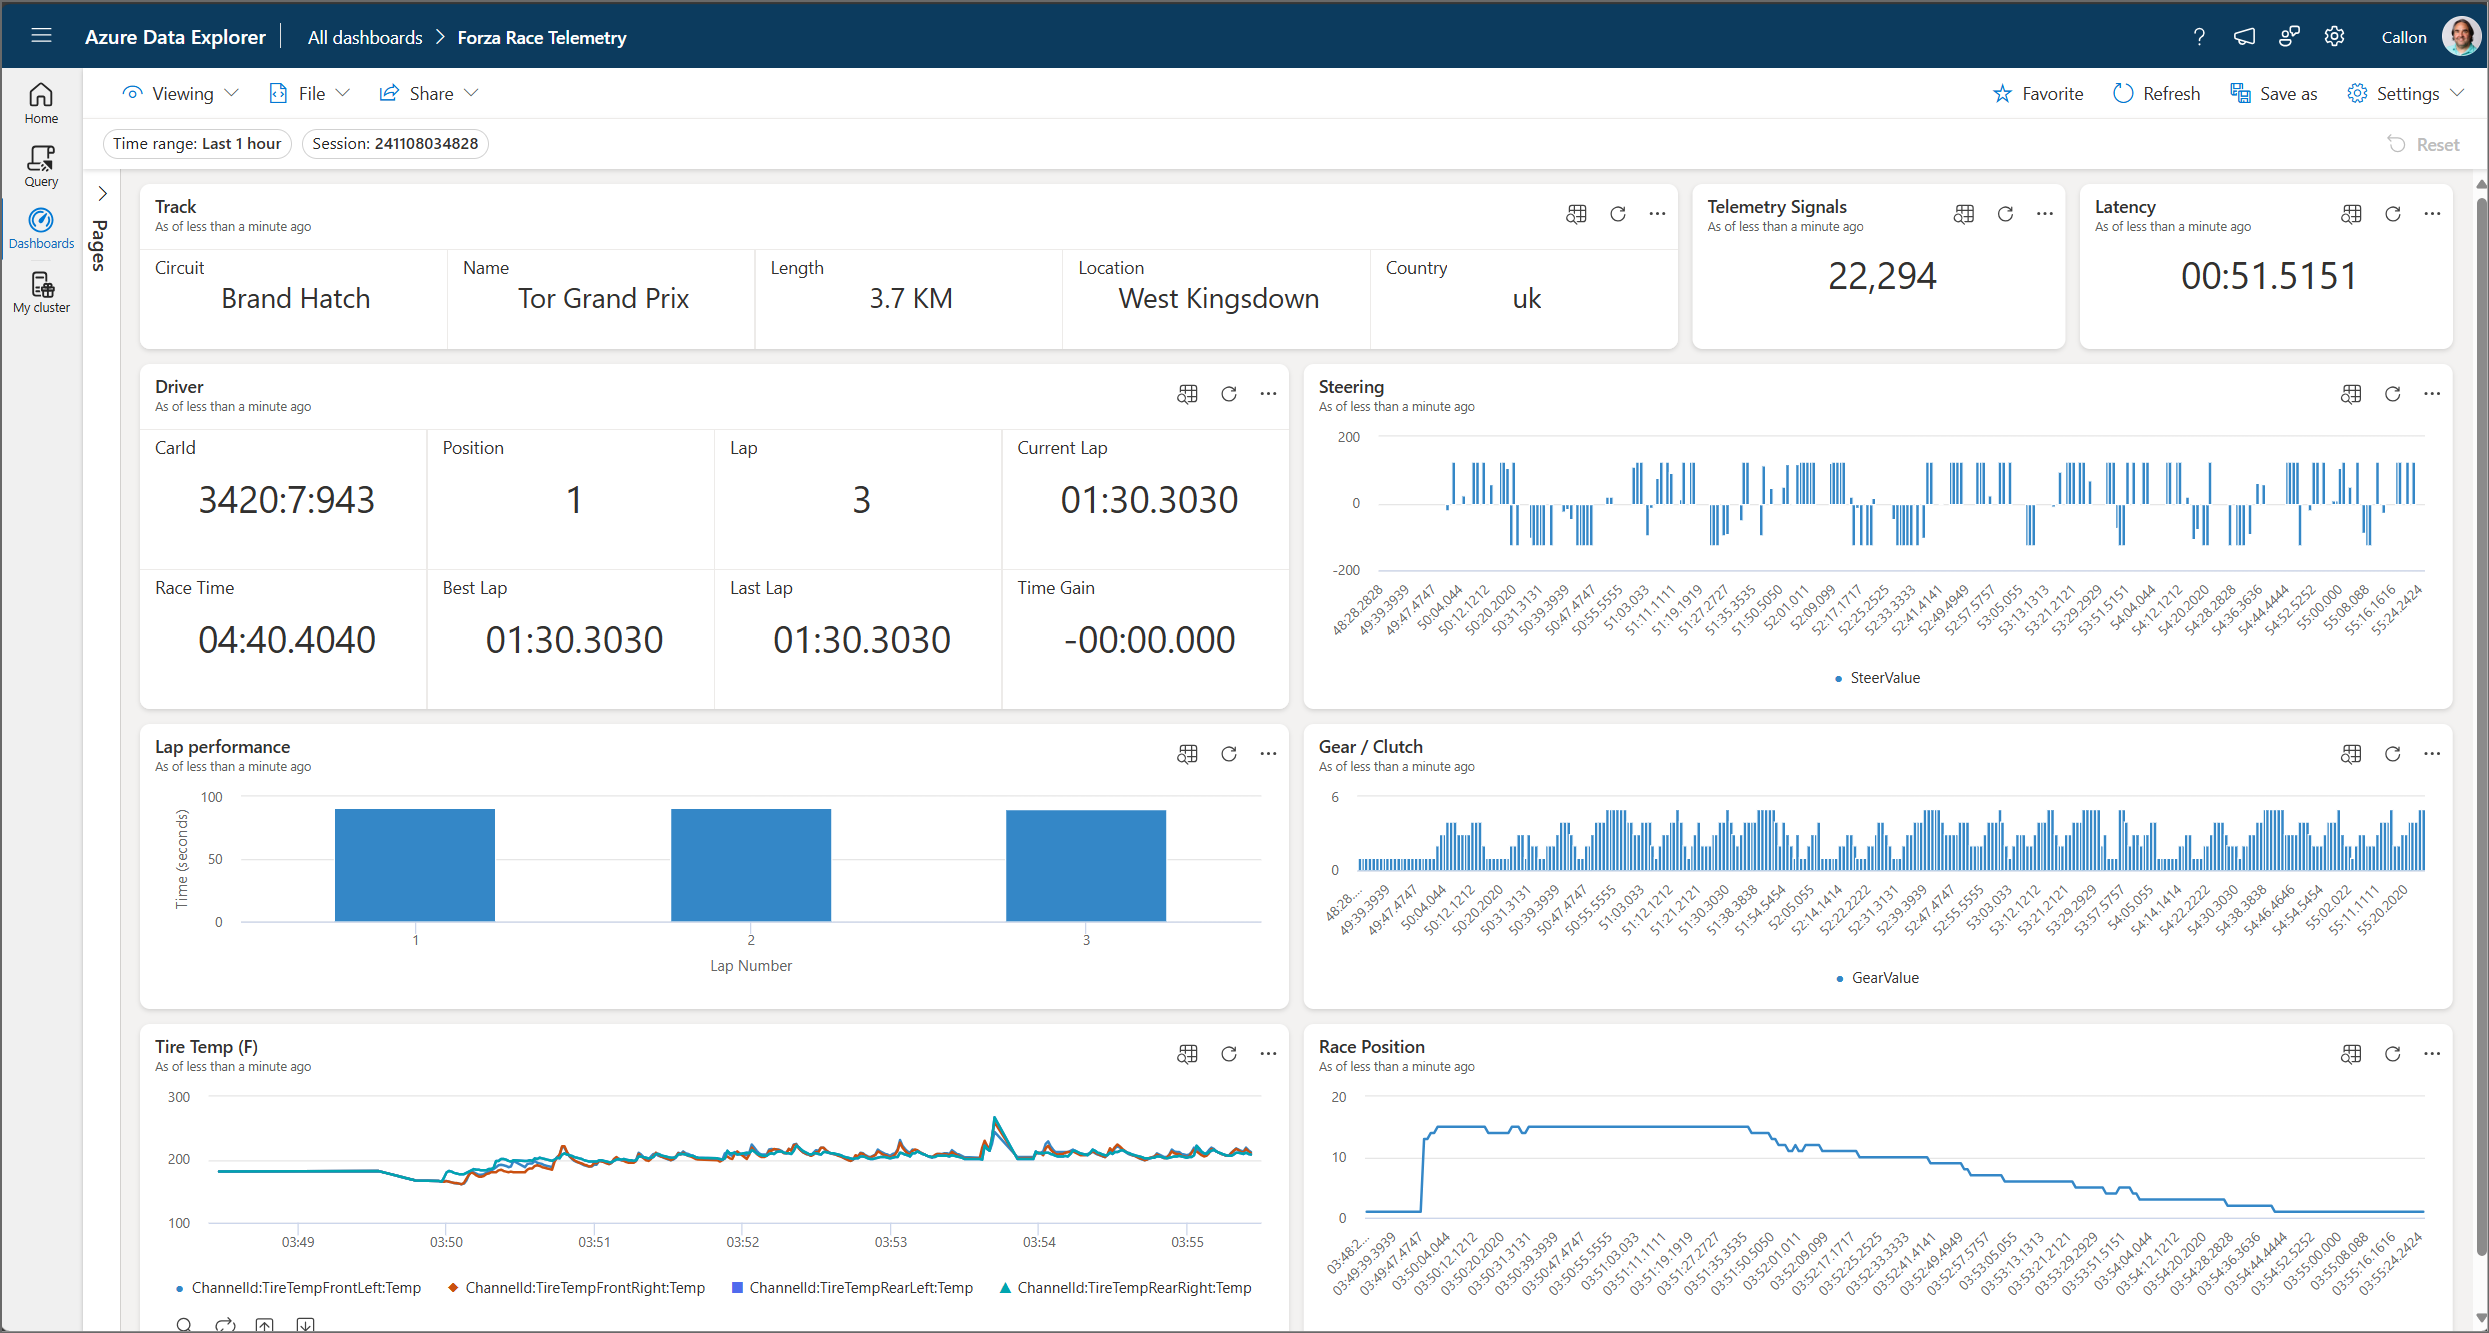 Azure Data Explorer
All dashboards > Forza Race Telemetry
?
Callon
Home
Query
Dashboards
My cluster
Viewing
File
Share
Favorite
Refresh
Save as
Settings
Time range: Last 1 hour
Session: 241108034828
Reset
Pages
Track
As of less than a minute ago
Circuit
Brand Hatch
Name
Tor Grand Prix
Length
3.7 KM
Location
West Kingsdown
Country
uk
Telemetry Signals
As of less than a minute ago
22,294
Latency
As of less than a minute ago
00:51.5151
Driver
As of less than a minute ago
CarId
3420:7:943
Position
1
Lap
3
Current Lap
01:30.3030
Race Time
04:40.4040
Best Lap
01:30.3030
Last Lap
01:30.3030
Time Gain
-00:00.000
Steering
As of less than a minute ago
200
0
-200
48:28.2828
49:39.3939
49:47.4747
50:04.044
50:12.1212
50:20.2020
50:31.3131
50:39.3939
50:47.4747
50:55.5555
51:03.033
51:11.1111
51:19.1919
51:27.2727
51:35.3535
51:50.5050
52:01.011
52:09.099
52:17.1717
52:25.2525
52:33.3333
52:41.4141
52:49.4949
52:57.5757
53:05.055
53:13.1313
53:21.2121
53:29.2929
53:51.5151
54:04.044
54:12.1212
54:20.2020
54:28.2828
54:36.3636
54:44.4444
54:52.5252
55:00.000
55:08.088
55:16.1616
55:24.2424
SteerValue
Lap performance
As of less than a minute ago
Time (seconds)
100
50
0
1
2
3
Lap Number
Gear / Clutch
As of less than a minute ago
6
0
48:28....
49:39.3939
49:47.4747
50:04.044
50:12.1212
50:20.2020
50:31.3131
50:39.3939
50:47.4747
50:55.5555
51:03.033
51:12.1212
51:21.2121
51:30.3030
51:38.3838
51:54.5454
52:05.055
52:14.1414
52:22.2222
52:31.3131
52:39.3939
52:47.4747
52:55.5555
53:03.033
53:12.1212
53:21.2121
53:29.2929
53:57.5757
54:05.055
54:14.1414
54:22.2222
54:30.3030
54:38.3838
54:46.4646
54:54.5454
55:02.022
55:11.1111
55:20.2020
GearValue
Tire Temp (F)
As of less than a minute ago
300
200
100
03:49
03:50
03:51
03:52
03:53
03:54
03:55
ChannelId:TireTempFrontLeft:Temp
ChannelId:TireTempFrontRight:Temp
ChannelId:TireTempRearLeft:Temp
ChannelId:TireTempRearRight:Temp
Race Position
As of less than a minute ago
20
10
0
03:48:2...
03:49:39.3939
03:49:47.4747
03:50:04.044
03:50:12.1212
03:50:20.2020
03:50:31.3131
03:50:39.3939
03:50:47.4747
03:50:55.5555
03:51:03.033
03:51:11.1111
03:51:19.1919
03:51:27.2727
03:51:35.3535
03:51:50.5050
03:52:01.011
03:52:09.099
03:52:17.1717
03:52:25.2525
03:52:33.3333
03:52:41.4141
03:52:49.4949
03:52:57.5757
03:53:05.055
03:53:13.1313
03:53:21.2121
03:53:29.2929
03:53:51.5151
03:54:04.044
03:54:12.1212
03:54:20.2020
03:54:28.2828
03:54:36.3636
03:54:44.4444
03:54:52.5252
03:55:00.000
03:55:08.088
03:55:16.1616
03:55:24.2424